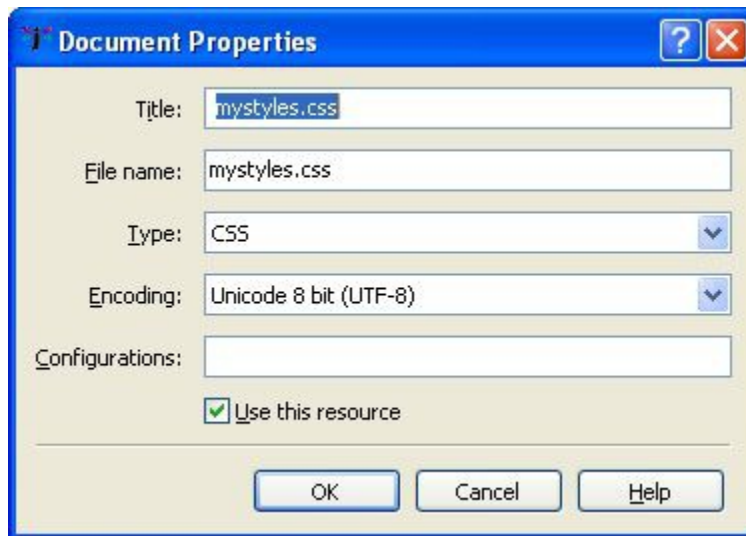 Document Properties
Title: mystyles.css
File name: mystyles.css
Type: CSS
Encoding: Unicode 8 bit (UTF-8)
Configurations:
Use this resource
OK Cancel Help